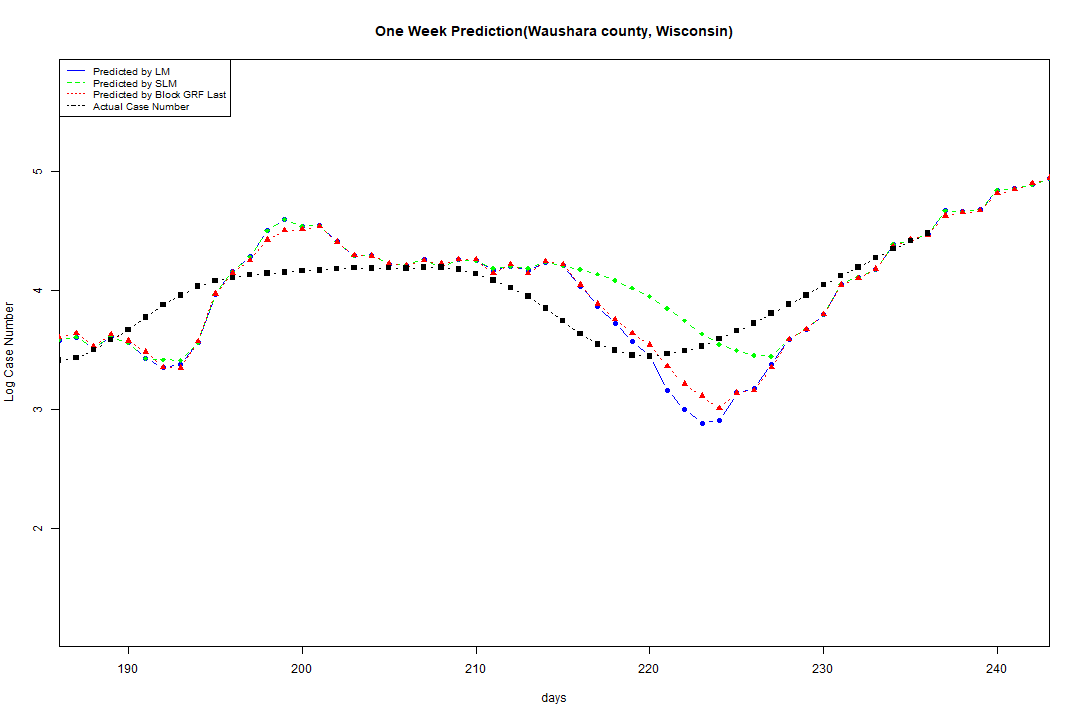 One Week Prediction(Waushara county, Wisconsin)
Predicted by LM
Predicted by SLM
Predicted by Block GRF Last
Actual Case Number
5
4
3
2
Log Case Number
190 200 210 220 230 240
days